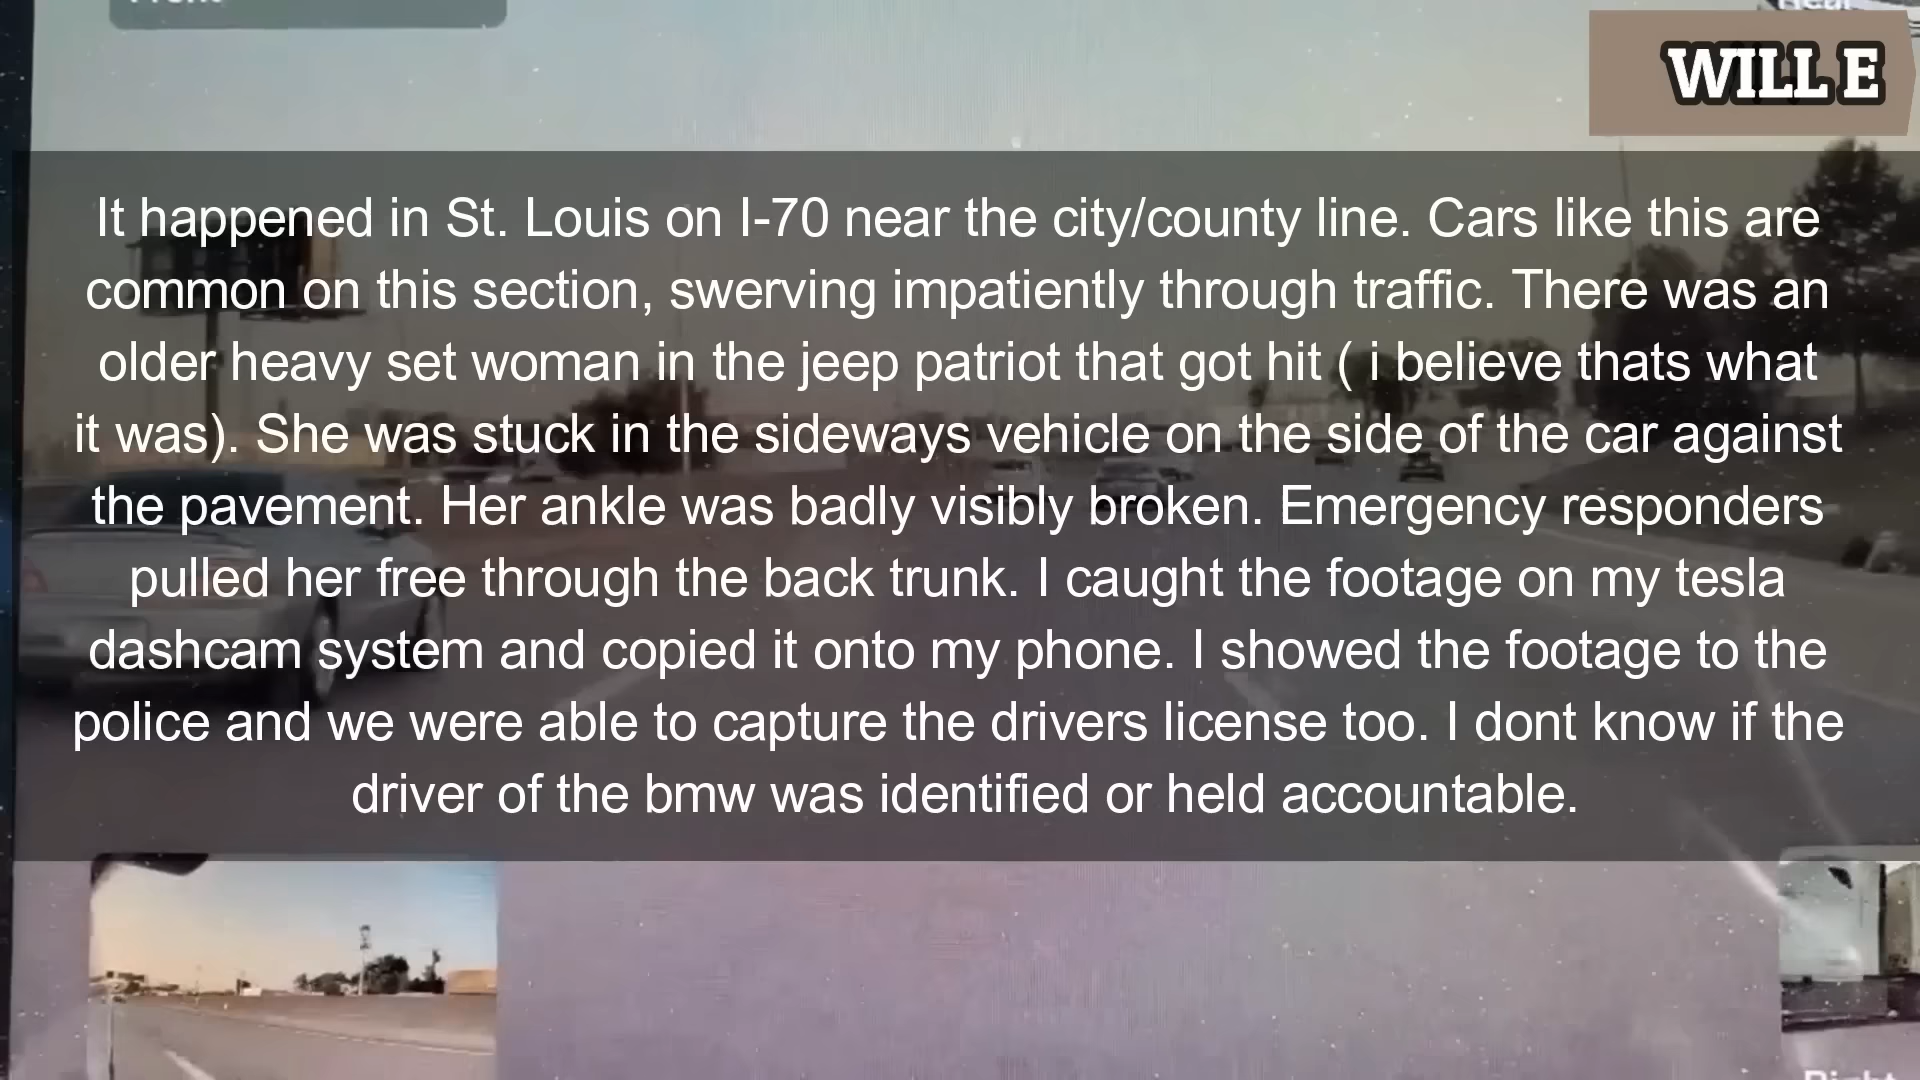 WILL E
It happened in St. Louis on I-70 near the city/county line. Cars like this are
common on this section, swerving impatiently through traffic. There was an
older heavy set woman in the jeep patriot that got hit ( i believe thats what
it was). She was stuck in the sideways vehicle on the side of the car against
the pavement. Her ankle was badly visibly broken. Emergency responders
pulled her free through the back trunk. I caught the footage on my tesla
dashcam system and copied it onto my phone. I showed the footage to the
police and we were able to capture the drivers license too. I dont know if the
driver of the bmw was identified or held accountable.